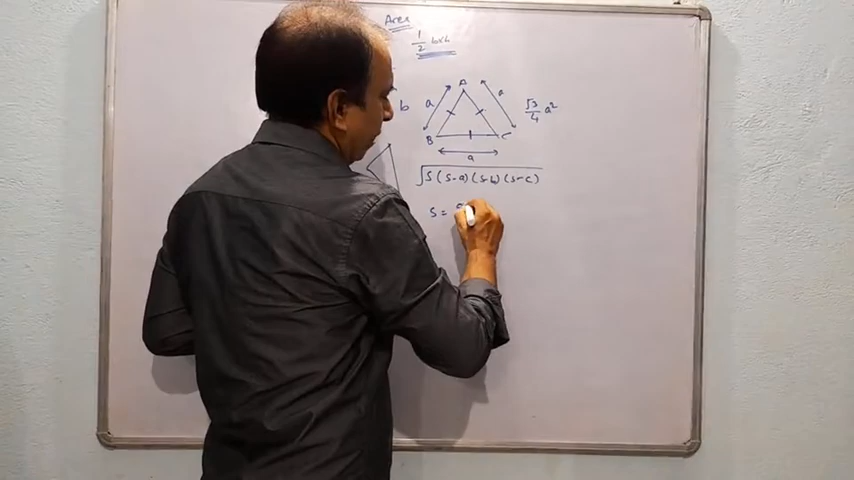 Area
1/2 b×h
A
b a a √3/4 a²
B C
a
√S(S-a)(S-b)(S-c)
S =